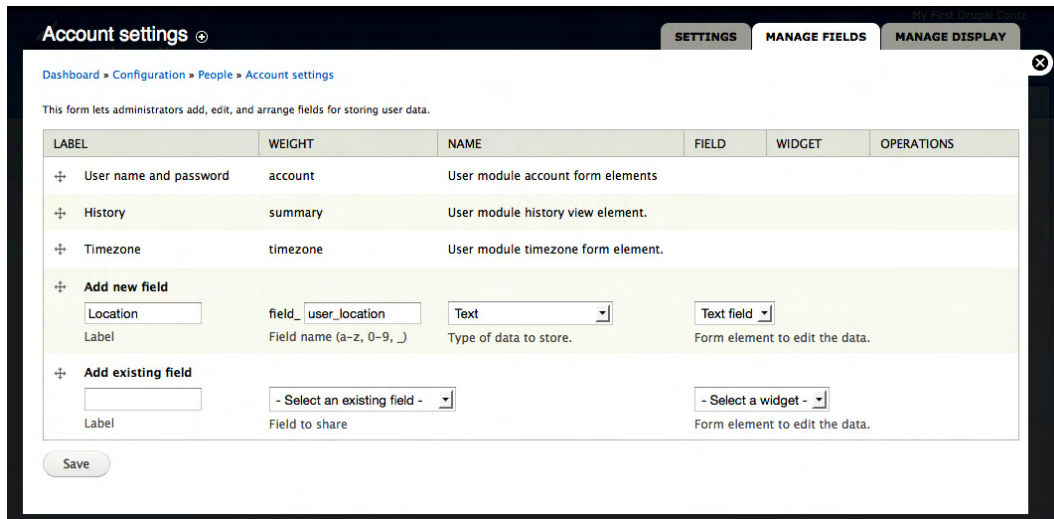 My First Drupal Conte
Account settings
SETTINGS MANAGE FIELDS MANAGE DISPLAY
Dashboard » Configuration » People » Account settings
This form lets administrators add, edit, and arrange fields for storing user data.
LABEL WEIGHT NAME FIELD WIDGET OPERATIONS
User name and password account User module account form elements
History summary User module history view element.
Timezone timezone User module timezone form element.
Add new field
Location field_ user_location Text Text field
Label Field name (a-z, 0-9, _) Type of data to store. Form element to edit the data.
Add existing field
- Select an existing field - - Select a widget -
Label Field to share Form element to edit the data.
Save